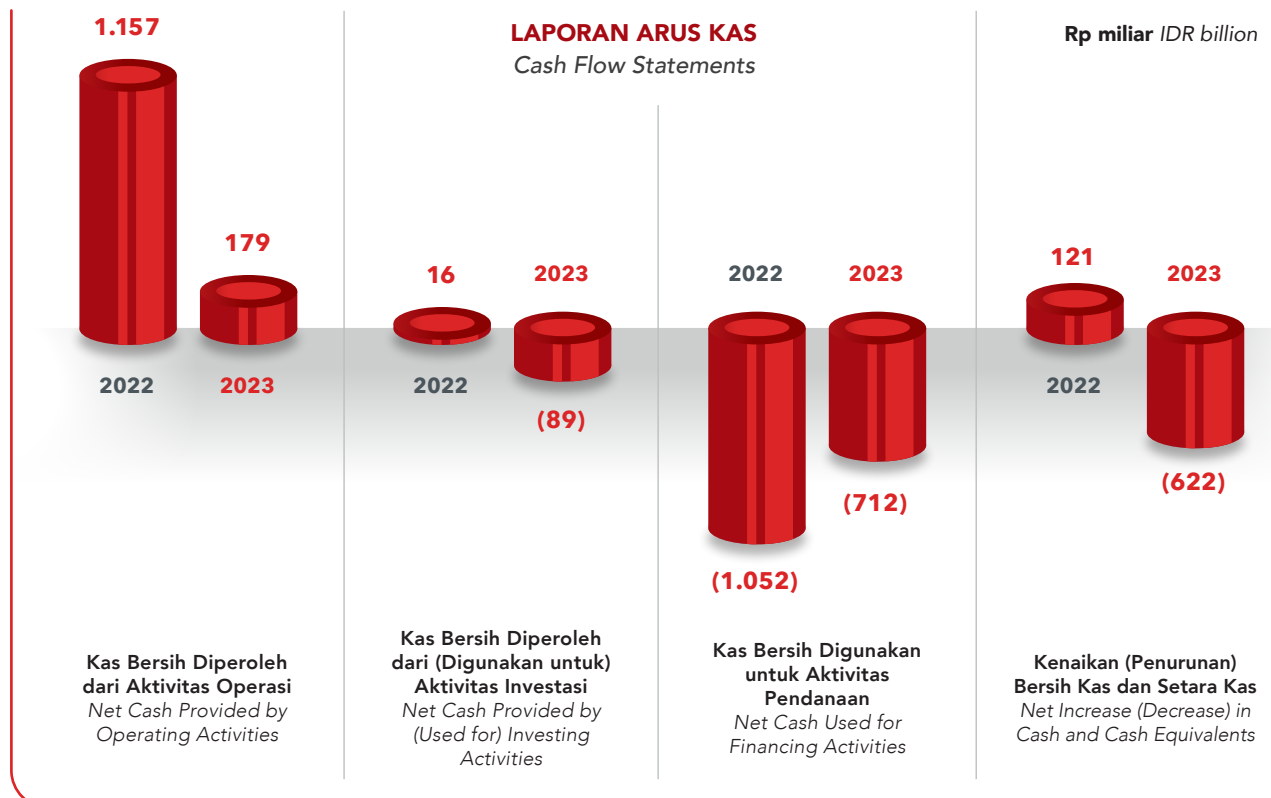 LAPORAN ARUS KAS
Cash Flow Statements
Rp miliar IDR billion
1.157
179
2022
2023
Kas Bersih Diperoleh
dari Aktivitas Operasi
Net Cash Provided by
Operating Activities
16
2023
2022
(89)
Kas Bersih Diperoleh
dari (Digunakan untuk)
Aktivitas Investasi
Net Cash Provided by
(Used for) Investing
Activities
2022
2023
(712)
(1.052)
Kas Bersih Digunakan
untuk Aktivitas
Pendanaan
Net Cash Used for
Financing Activities
121
2023
2022
(622)
Kenaikan (Penurunan)
Bersih Kas dan Setara Kas
Net Increase (Decrease) in
Cash and Cash Equivalents